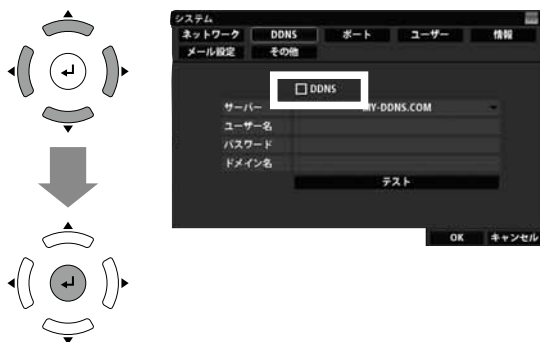 システム
ネットワーク DDNS ポート ユーザー 情報
メール設定 その他
DDNS
サーバー MY-DDNS.COM
ユーザー名
パスワード
ドメイン名
テスト
OK キャンセル